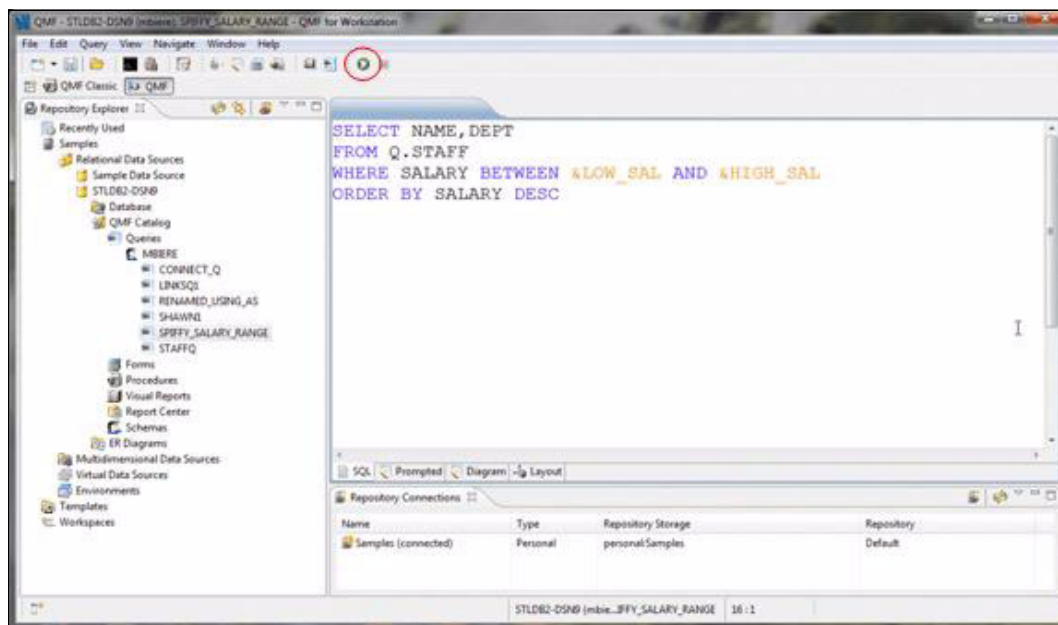 QMF - STLDB2-DSN9 (mbiere): SPIFFY_SALARY_RANGE - QMF for Workstation
File Edit Query View Navigate Window Help
QMF Classic QMF
Repository Explorer
Recently Used
Samples
Relational Data Sources
Sample Data Source
STLDB2-DSN9
Database
QMF Catalog
Queries
MBIERE
CONNECT_Q
LINKSQ1
RENAMED_USING_AS
SHAWN1
SPIFFY_SALARY_RANGE
STAFFQ
Forms
Procedures
Visual Reports
Report Center
Schemas
ER Diagrams
Multidimensional Data Sources
Virtual Data Sources
Environments
Templates
Workspaces
SELECT NAME,DEPT
FROM Q.STAFF
WHERE SALARY BETWEEN &LOW_SAL AND &HIGH_SAL
ORDER BY SALARY DESC
SQL Prompted Diagram Layout
Repository Connections
Name Type Repository Storage Repository
Samples (connected) Personal personal:Samples Default
STLDB2-DSN9 (mbie...IFFY_SALARY_RANGE 16 : 1